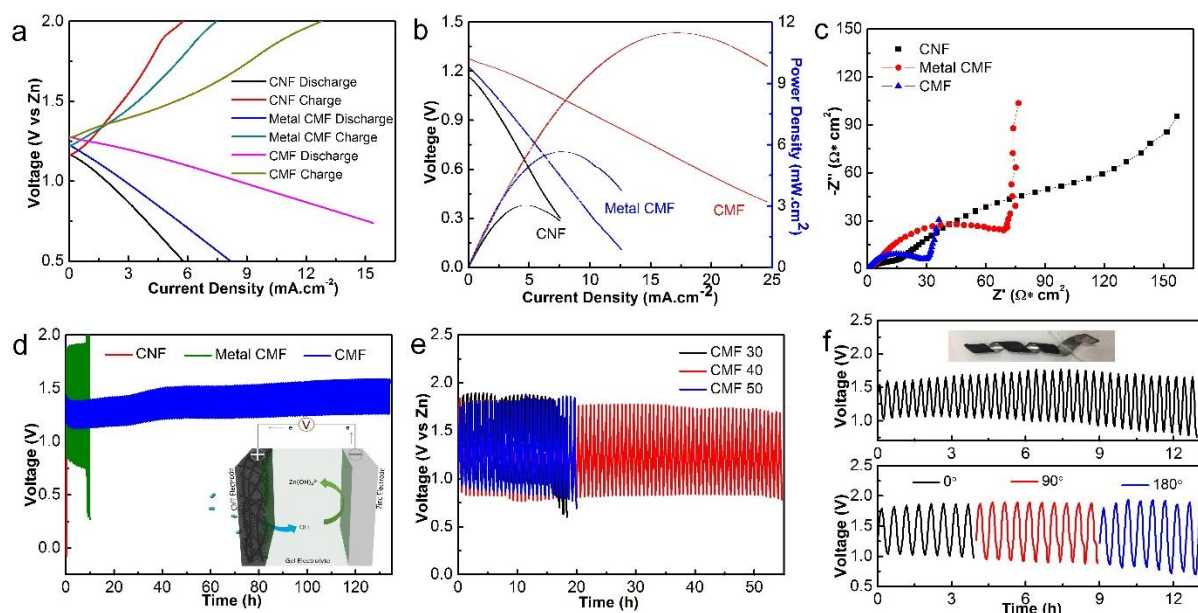 a
2.0
1.5
1.0
0.5
Voltage (V vs Zn)
CNF Discharge
CNF Charge
Metal CMF Discharge
Metal CMF Charge
CMF Discharge
CMF Charge
0 3 6 9 12 15
Current Density (mA.cm-2)
b
1.5
1.2
0.9
0.6
0.3
0.0
Voltege (V)
CNF
Metal CMF
CMF
12
9
6
3
0
Power Density (mW.cm-2)
0 5 10 15 20 25
Current Density (mA.cm-2)
c
150
120
90
60
30
0
-Z'' (Ω* cm2)
CNF
Metal CMF
CMF
0 30 60 90 120 150
Z' (Ω* cm2)
d
2.0
1.5
1.0
0.5
0.0
Voltage (V)
CNF Metal CMF CMF
V
Zn(OH)42-
OH-
Gel Electrolyte
0 20 40 60 80 100 120
Time (h)
e
2.5
2.0
1.5
1.0
0.5
0.0
Voltage (V vs Zn)
CMF 30
CMF 40
CMF 50
0 10 20 30 40 50
Time (h)
f
2.5
2.0
1.5
1.0
0.5
Voltage (V)
0 3 6 9 12
2.5
2.0
1.5
1.0
0.5
Voltage (V)
0° 90° 180°
0 3 6 9 12
Time (h)